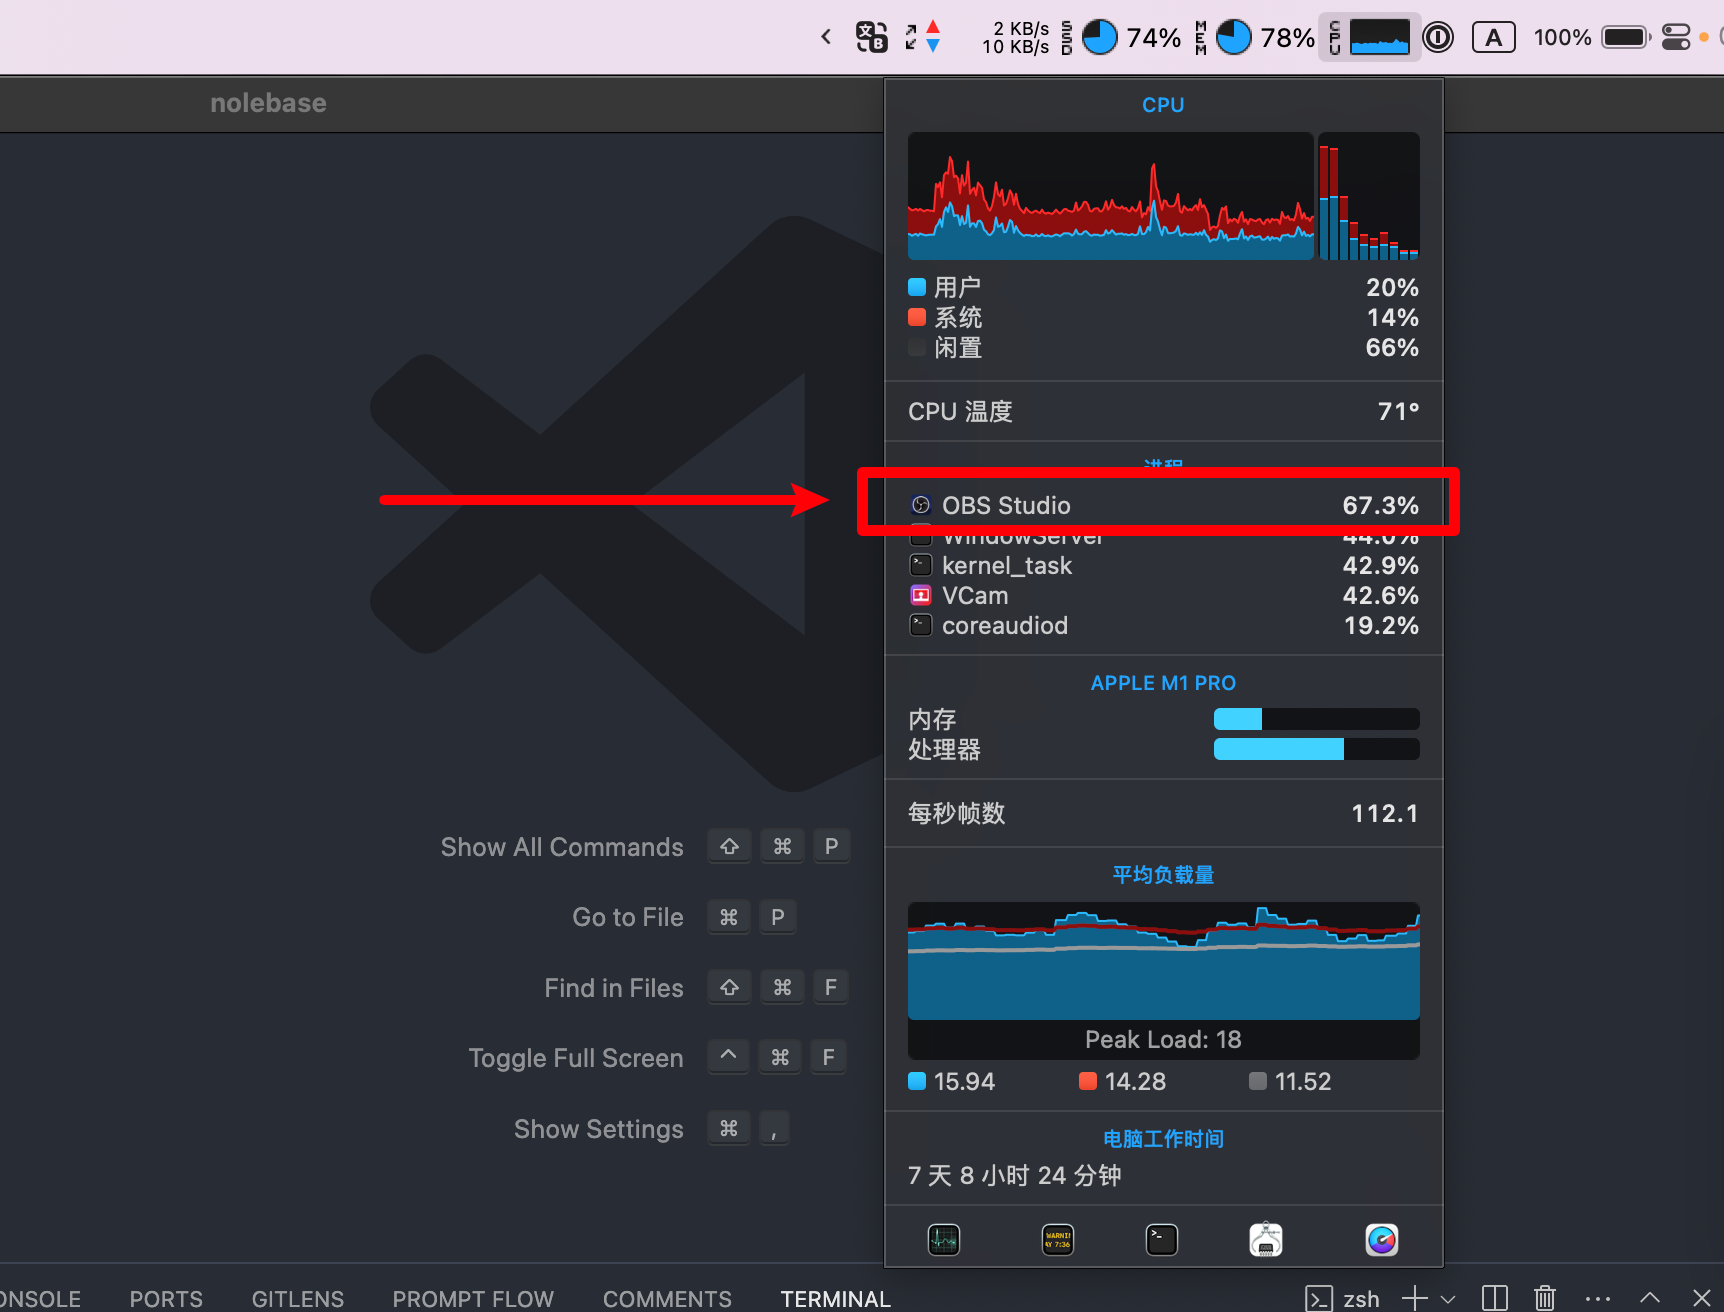 2 KB/s
10 KB/s
SSD
74%
MEM
78%
CPU
A
100%
nolebase
CPU
用户 20%
系统 14%
闲置 66%
CPU 温度 71°
进程
OBS Studio 67.3%
WindowServer 44.0%
kernel_task 42.9%
VCam 42.6%
coreaudiod 19.2%
APPLE M1 PRO
内存
处理器
每秒帧数 112.1
平均负载量
Peak Load: 18
15.94 14.28 11.52
电脑工作时间
7 天 8 小时 24 分钟
Show All Commands ⇧ ⌘ P
Go to File ⌘ P
Find in Files ⇧ ⌘ F
Toggle Full Screen ^ ⌘ F
Show Settings ⌘ ,
ONSOLE PORTS GITLENS PROMPT FLOW COMMENTS TERMINAL zsh